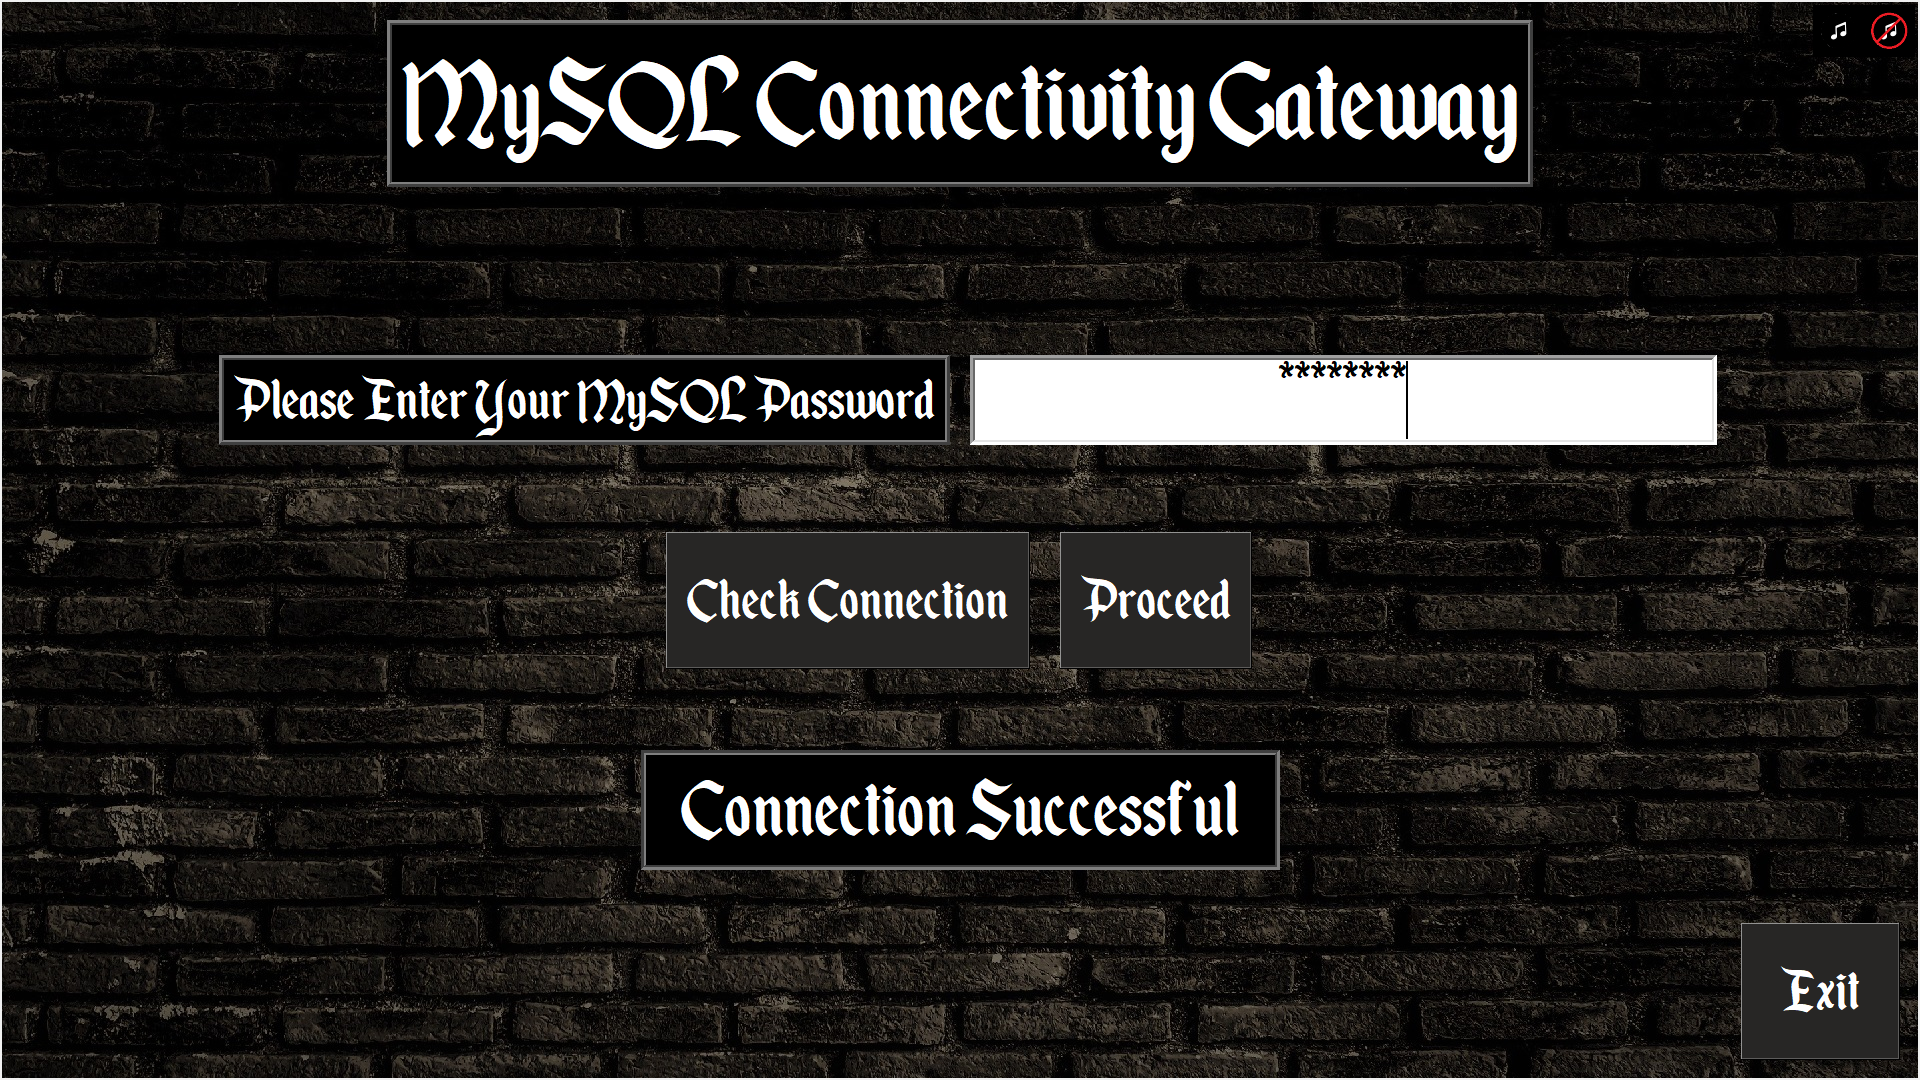 MySQL Connectivity Gateway
Please Enter Your MySQL Password
********
Check Connection
Proceed
Connection Successful
Exit